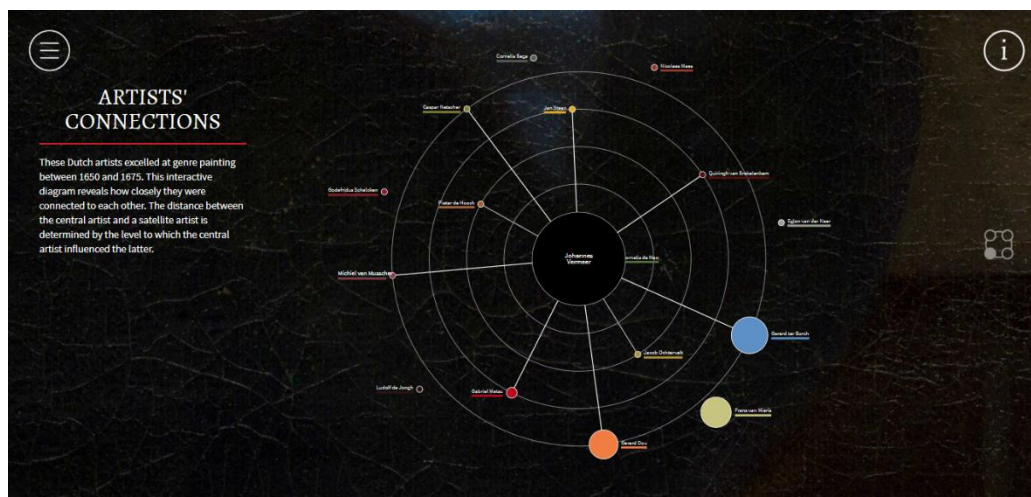 ARTISTS'
CONNECTIONS
These Dutch artists excelled at genre painting
between 1650 and 1675. This interactive
diagram reveals how closely they were
connected to each other. The distance between
the central artist and a satellite artist is
determined by the level to which the central
artist influenced the latter.
Cornelis Bega
Nicolaes Maes
Caspar Netscher
Jan Steen
Quiringh van Brekelenkam
Godefridus Schalcken
Pieter de Hooch
Eglon van der Neer
Johannes
Vermeer
ornelis de Man
Michiel van Musscher
Gerard ter Borch
Jacob Ochtervelt
Ludolf de Jongh
Gabriel Metsu
Frans van Mieris
Gerard Dou
i